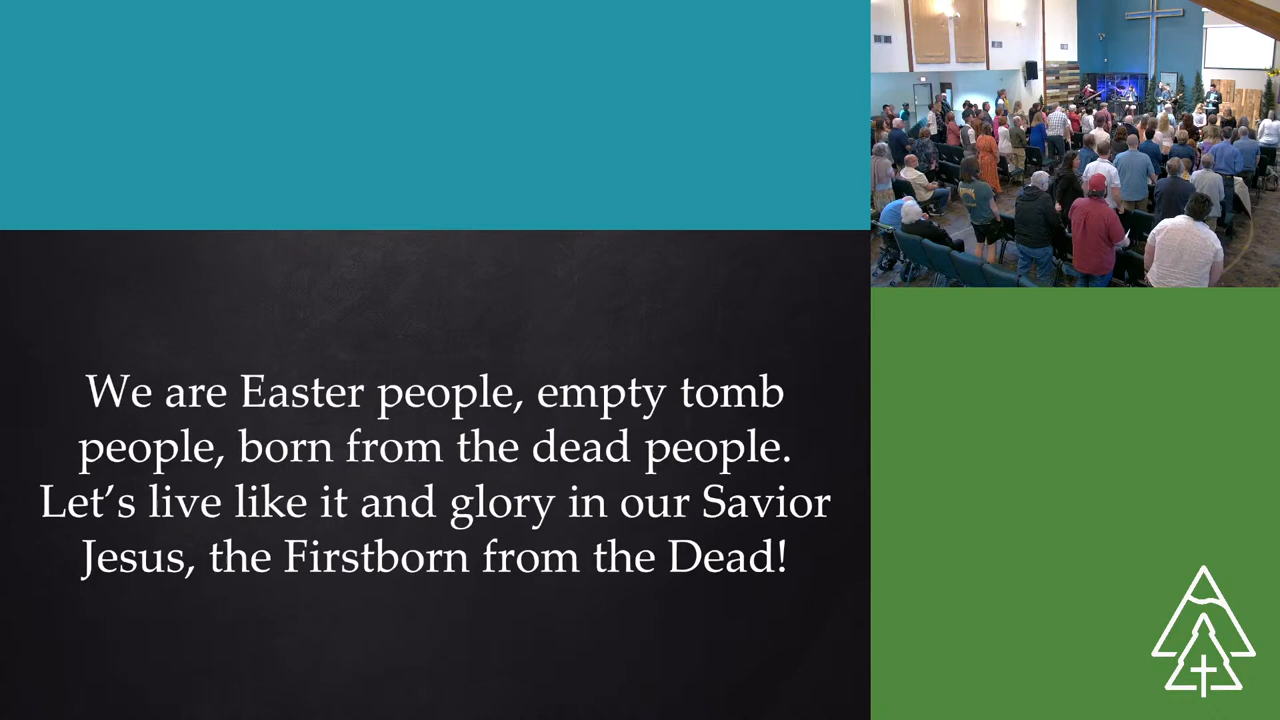 We are Easter people, empty tomb
people, born from the dead people.
Let’s live like it and glory in our Savior
Jesus, the Firstborn from the Dead!